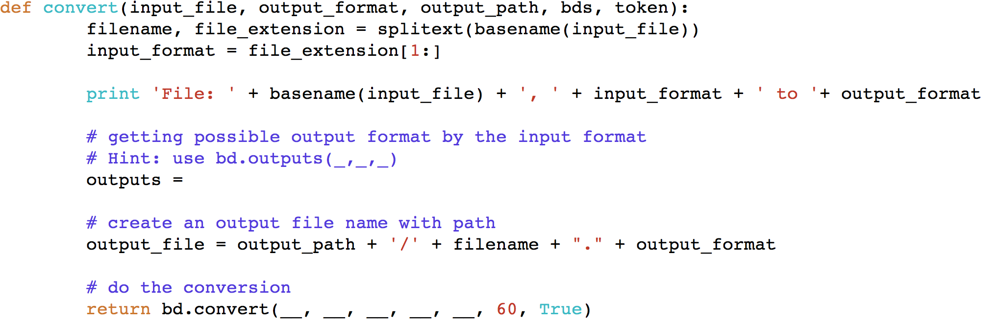 def convert(input_file, output_format, output_path, bds, token):
        filename, file_extension = splitext(basename(input_file))
        input_format = file_extension[1:]

        print 'File: ' + basename(input_file) + ', ' + input_format + ' to '+ output_format

        # getting possible output format by the input format
        # Hint: use bd.outputs(_,_,_)
        outputs =

        # create an output file name with path
        output_file = output_path + '/' + filename + "." + output_format

        # do the conversion
        return bd.convert(__, __, __, __, __, 60, True)